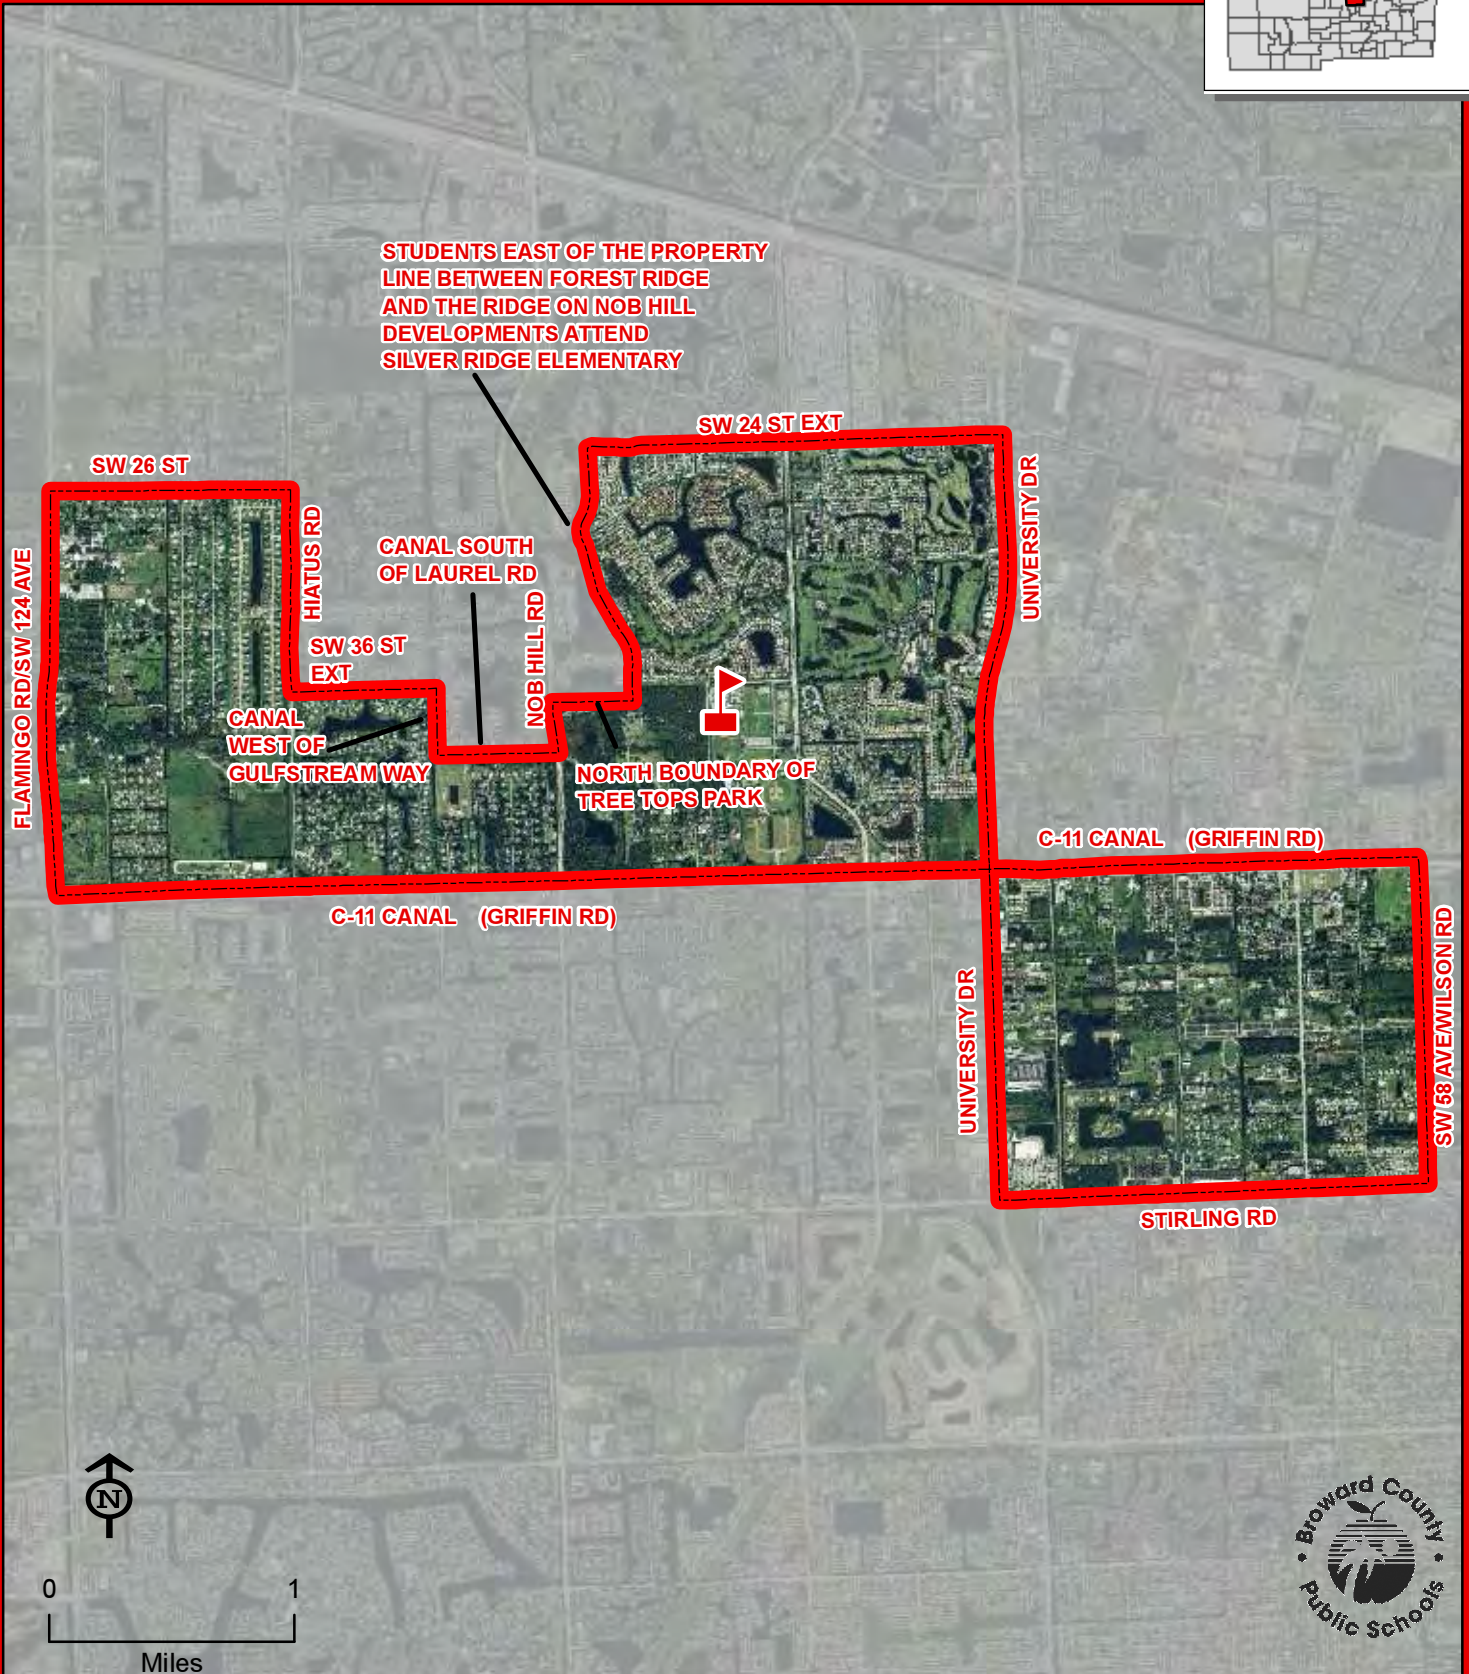 STUDENTS EAST OF THE PROPERTY
LINE BETWEEN FOREST RIDGE
AND THE RIDGE ON NOB HILL
DEVELOPMENTS ATTEND
SILVER RIDGE ELEMENTARY
SW 24 ST EXT
SW 26 ST
UNIVERSITY DR
HIATUS RD
CANAL SOUTH
OF LAUREL RD
FLAMINGO RD/SW 124 AVE
NOB HILL RD
SW 36 ST
EXT
CANAL
WEST OF
GULFSTREAM WAY
NORTH BOUNDARY OF
TREE TOPS PARK
C-11 CANAL (GRIFFIN RD)
C-11 CANAL (GRIFFIN RD)
UNIVERSITY DR
SW 58 AVE/WILSON RD
STIRLING RD
N
0 1
Miles
Broward County
Public Schools